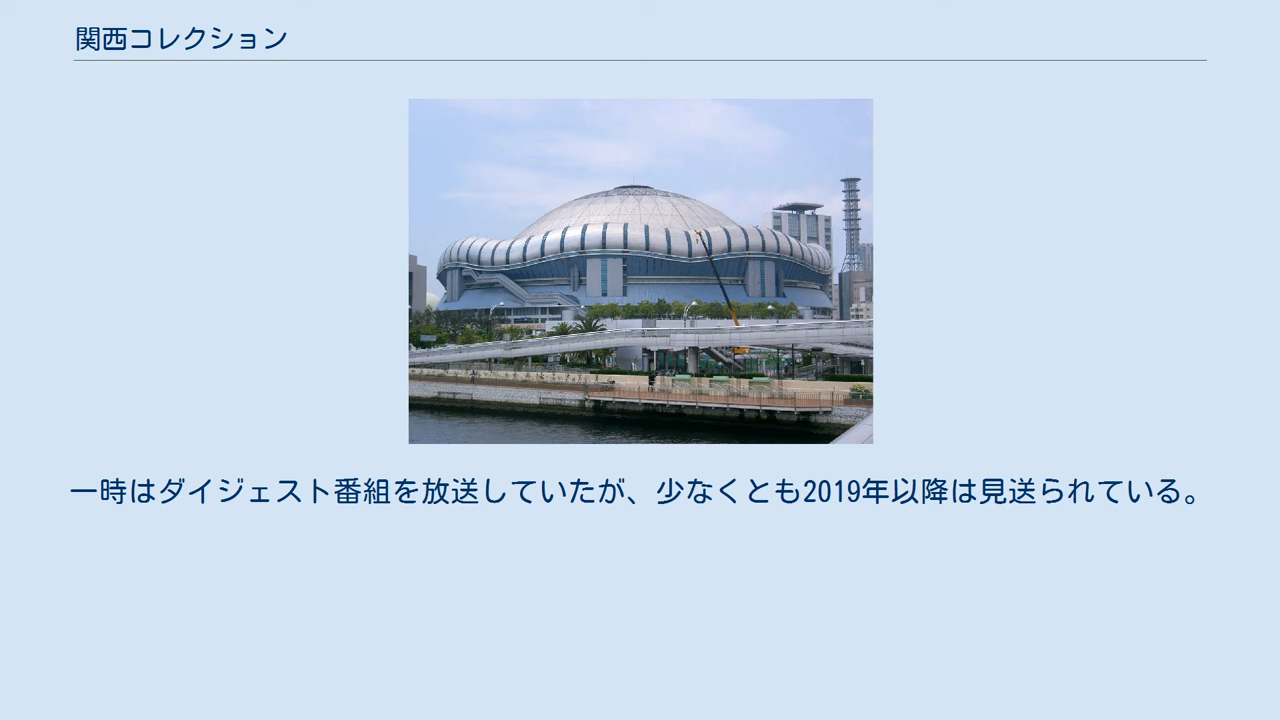 関西コレクション
一時はダイジェスト番組を放送していたが、少なくとも2019年以降は見送られている。